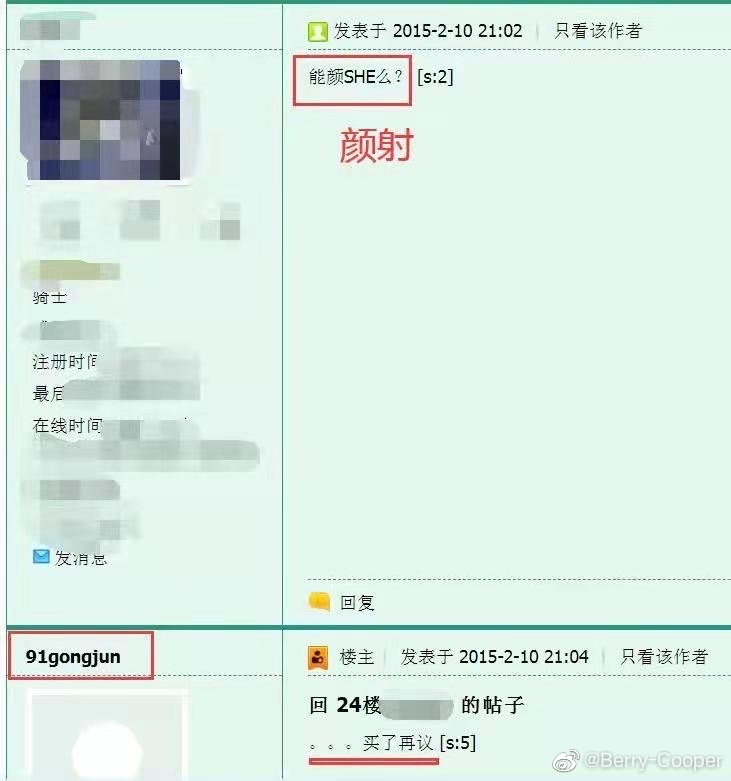 发表于 2015-2-10 21:02 | 只看该作者
能颜SHE么? [s:2]
颜射
骑士
注册时间
最后
在线时间
发消息
回复
91gongjun
楼主 | 发表于 2015-2-10 21:04 | 只看该作者
回 24楼 的帖子
。。。买了再议 [s:5]
@Berry-Cooper